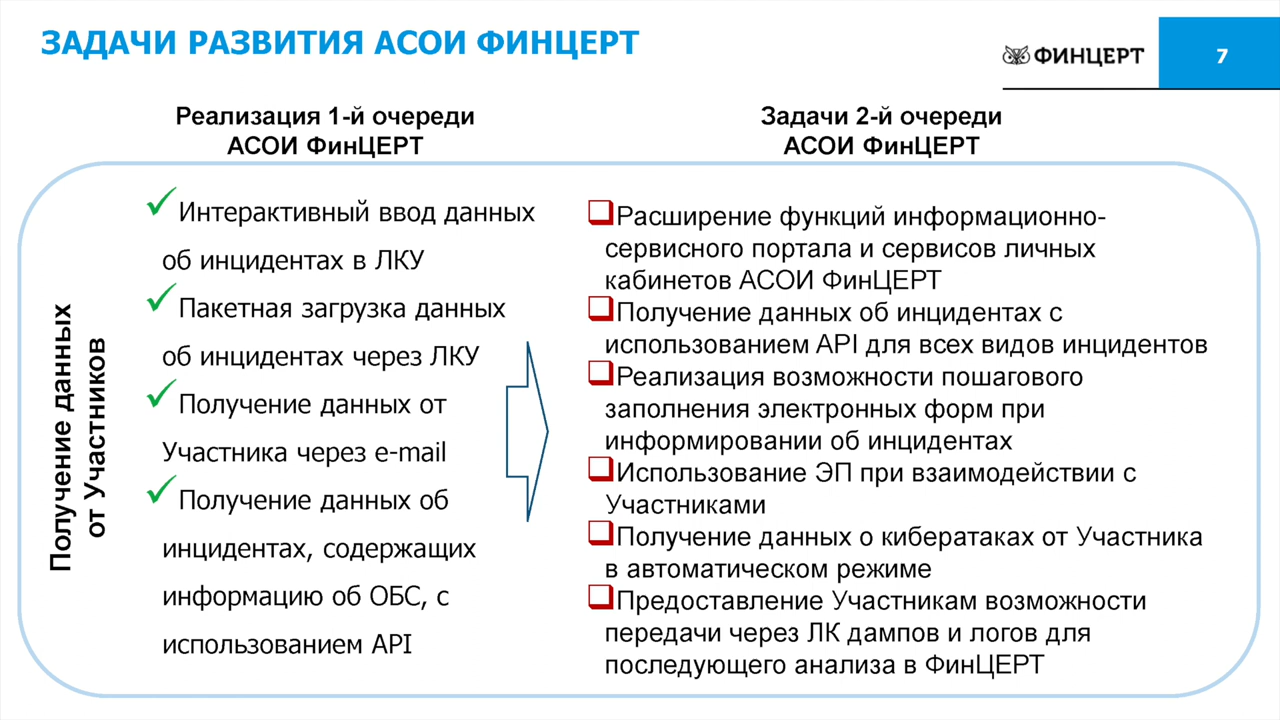 ЗАДАЧИ РАЗВИТИЯ АСОИ ФИНЦЕРТ
ФИНЦЕРТ
7
Реализация 1-й очереди
АСОИ ФинЦЕРТ
Задачи 2-й очереди
АСОИ ФинЦЕРТ
Получение данных
от Участников
Интерактивный ввод данных
об инцидентах в ЛКУ
Пакетная загрузка данных
об инцидентах через ЛКУ
Получение данных от
Участника через e-mail
Получение данных об
инцидентах, содержащих
информацию об ОБС, с
использованием API
Расширение функций информационно-
сервисного портала и сервисов личных
кабинетов АСОИ ФинЦЕРТ
Получение данных об инцидентах с
использованием API для всех видов инцидентов
Реализация возможности пошагового
заполнения электронных форм при
информировании об инцидентах
Использование ЭП при взаимодействии с
Участниками
Получение данных о кибератаках от Участника
в автоматическом режиме
Предоставление Участникам возможности
передачи через ЛК дампов и логов для
последующего анализа в ФинЦЕРТ